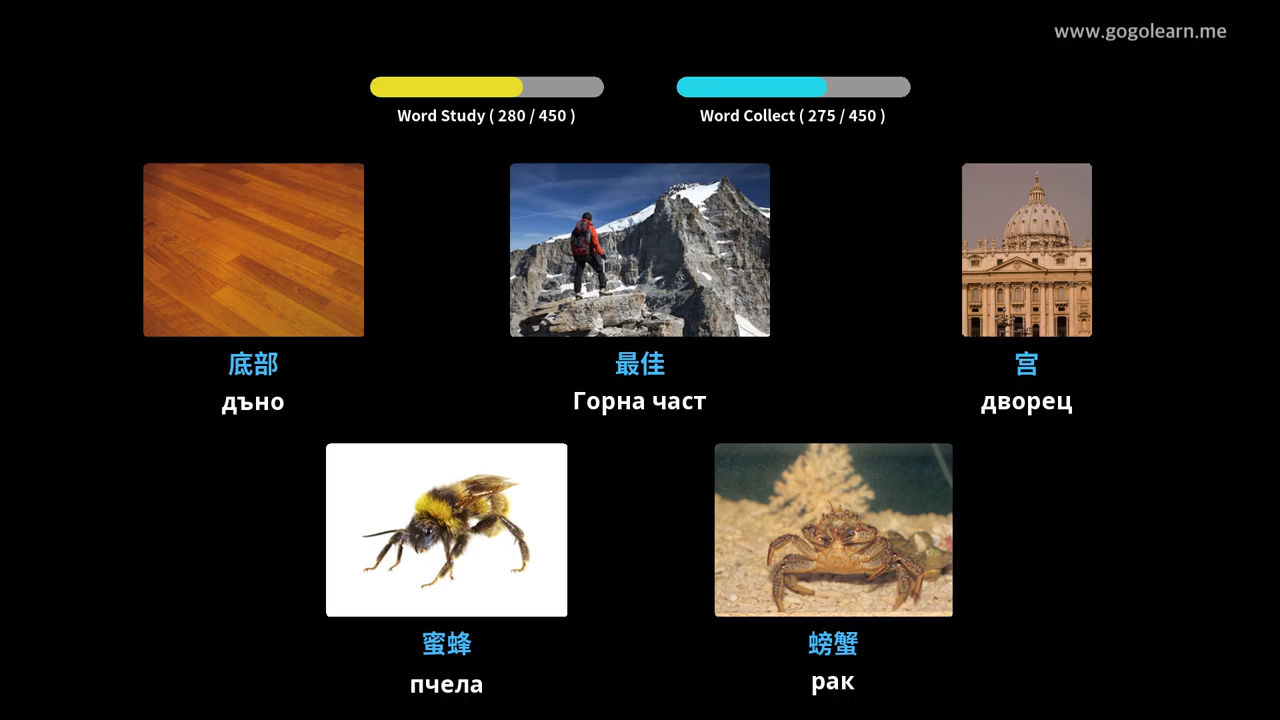 www.gogolearn.me
Word Study ( 280 / 450 )
Word Collect ( 275 / 450 )
底部
дъно
最佳
Горна част
宫
дворец
蜜蜂
пчела
螃蟹
рак